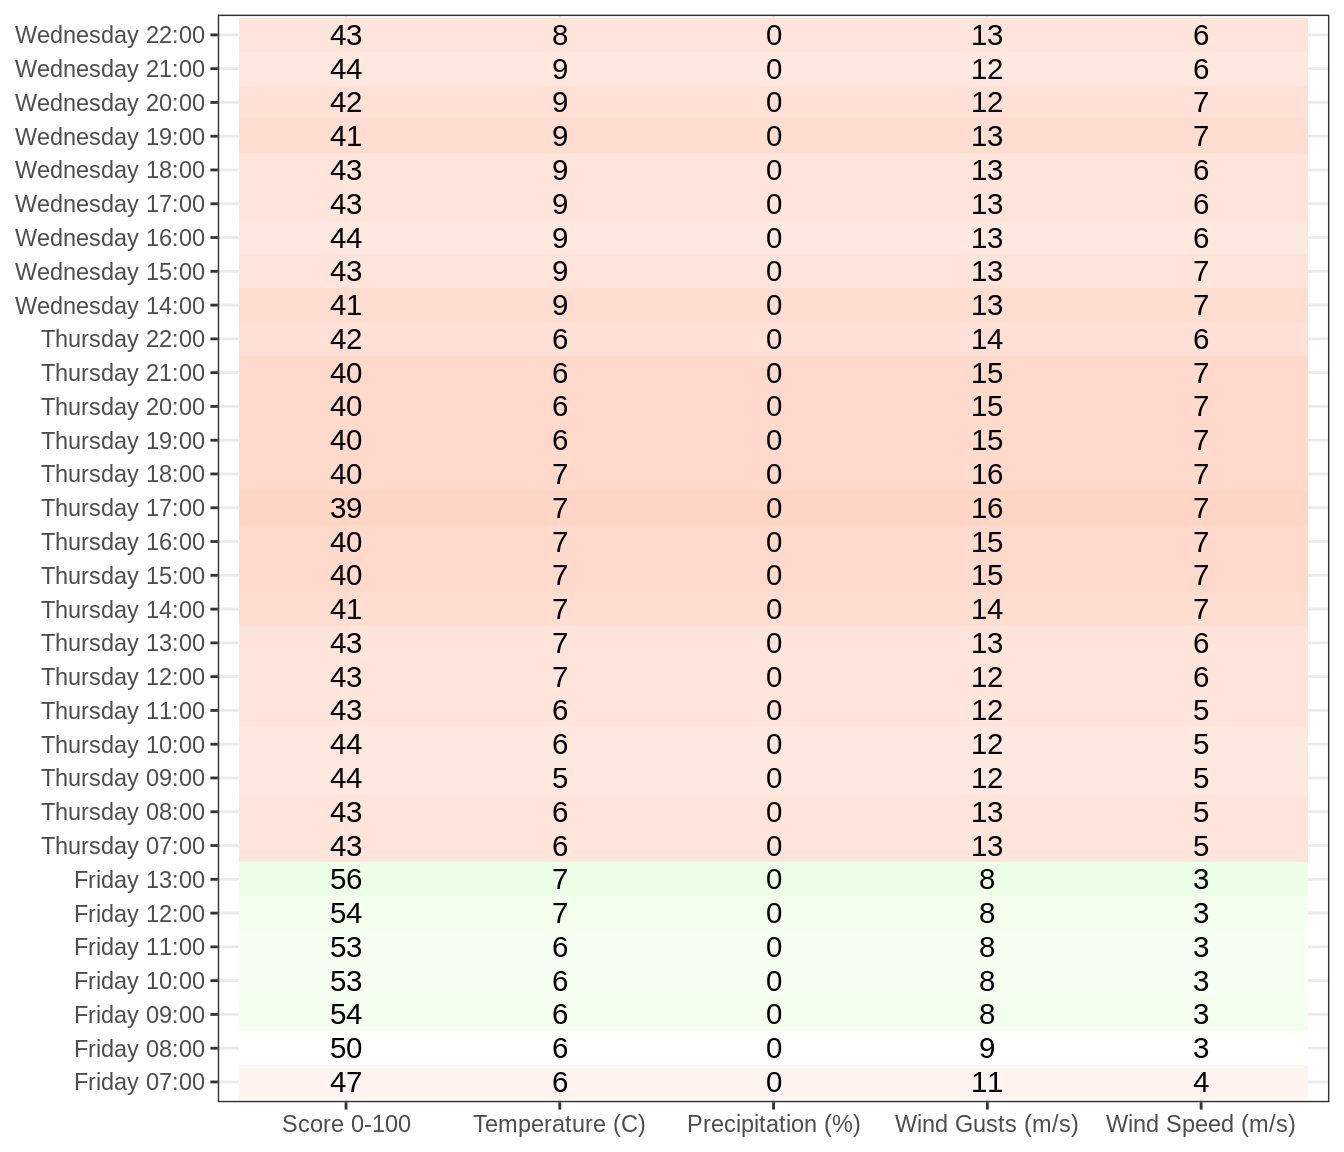 Wednesday 22:00 43 8 0 13 6
Wednesday 21:00 44 9 0 12 6
Wednesday 20:00 42 9 0 12 7
Wednesday 19:00 41 9 0 13 7
Wednesday 18:00 43 9 0 13 6
Wednesday 17:00 43 9 0 13 6
Wednesday 16:00 44 9 0 13 6
Wednesday 15:00 43 9 0 13 7
Wednesday 14:00 41 9 0 13 7
Thursday 22:00 42 6 0 14 6
Thursday 21:00 40 6 0 15 7
Thursday 20:00 40 6 0 15 7
Thursday 19:00 40 6 0 15 7
Thursday 18:00 40 7 0 16 7
Thursday 17:00 39 7 0 16 7
Thursday 16:00 40 7 0 15 7
Thursday 15:00 40 7 0 15 7
Thursday 14:00 41 7 0 14 7
Thursday 13:00 43 7 0 13 6
Thursday 12:00 43 7 0 12 6
Thursday 11:00 43 6 0 12 5
Thursday 10:00 44 6 0 12 5
Thursday 09:00 44 5 0 12 5
Thursday 08:00 43 6 0 13 5
Thursday 07:00 43 6 0 13 5
Friday 13:00 56 7 0 8 3
Friday 12:00 54 7 0 8 3
Friday 11:00 53 6 0 8 3
Friday 10:00 53 6 0 8 3
Friday 09:00 54 6 0 8 3
Friday 08:00 50 6 0 9 3
Friday 07:00 47 6 0 11 4
Score 0-100 Temperature (C) Precipitation (%) Wind Gusts (m/s) Wind Speed (m/s)